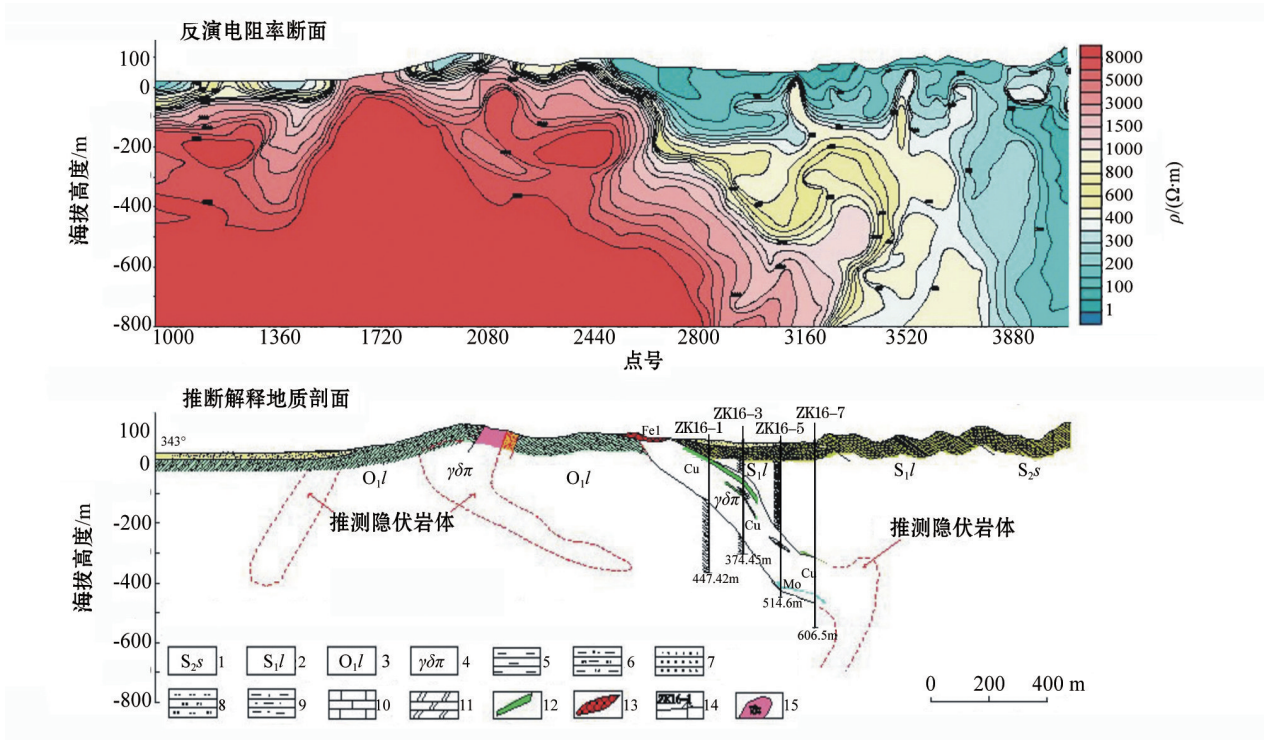 反演电阻率断面
海拔高度/m
100
0
-200
-400
-600
-800
1000 1360 1720 2080 2440 2800 3160 3520 3880
点号
8000
5000
3000
1500
1000
800
600
400
300
200
100
1
ρ/(Ω·m)
推断解释地质剖面
海拔高度/m
100
0
-200
-400
-600
-800
343°
O₁l
γδπ
O₁l
Fe1
ZK16-1
ZK16-3
ZK16-5
ZK16-7
Cu
S₁l
γδπ
Cu
Cu
Mo
S₁l
S₂s
推测隐伏岩体
推测隐伏岩体
447.42m
374.45m
514.6m
606.5m
S₂s 1 S₁l 2 O₁l 3 γδπ 4 5 6 7
8 9 10 11 12 13 ZK16-1 14 15
0 200 400 m